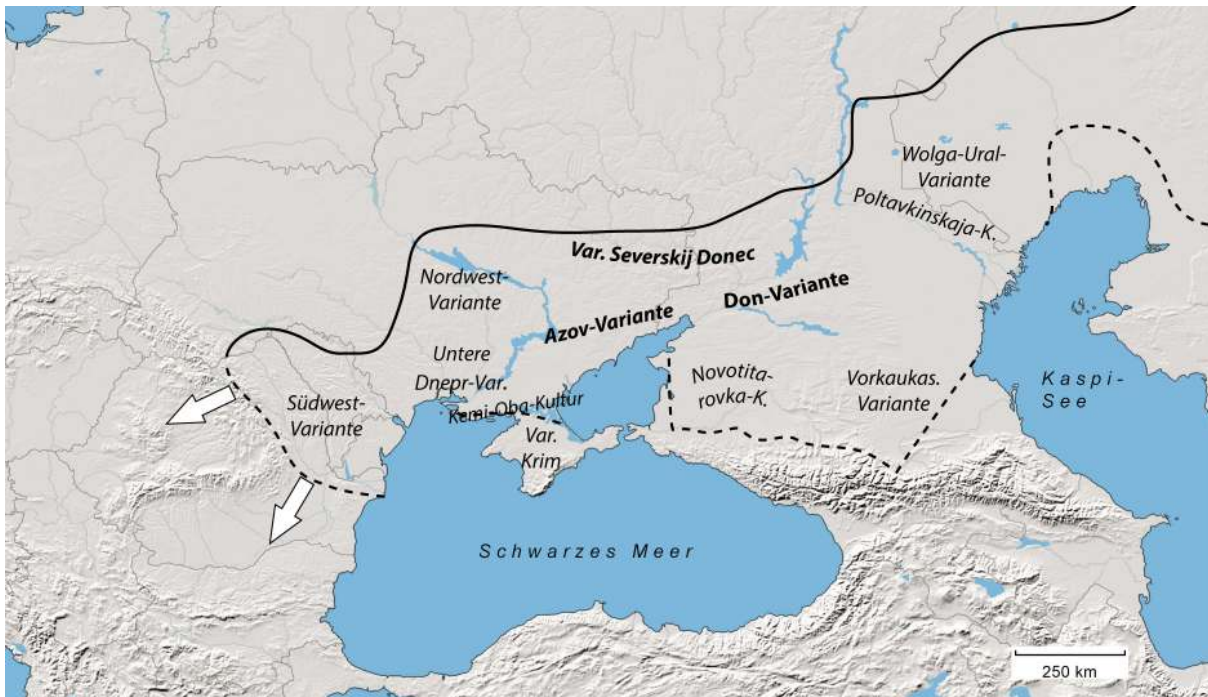 Wolga-Ural-
Variante
Poltavkinskaja-K.
Var. Severskij Donec
Nordwest-
Variante
Don-Variante
Azov-Variante
Untere
Dnepr-Var.
Kemi-Oba-Kultur
Novotita-
rovka-K.
Vorkaukas.
Variante
Kaspi-
See
Südwest-
Variante
Var.
Krim
Schwarzes Meer
250 km